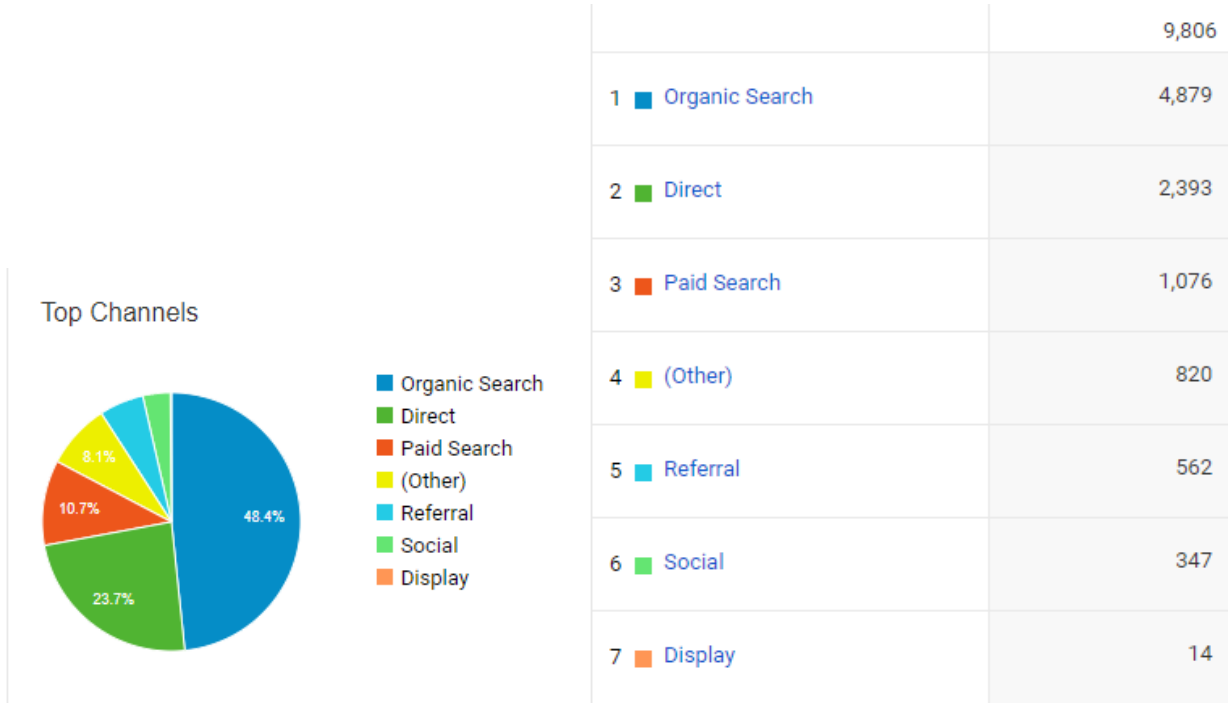 Top Channels
48.4%
23.7%
10.7%
8.1%
Organic Search
Direct
Paid Search
(Other)
Referral
Social
Display
9,806
1 Organic Search 4,879
2 Direct 2,393
3 Paid Search 1,076
4 (Other) 820
5 Referral 562
6 Social 347
7 Display 14